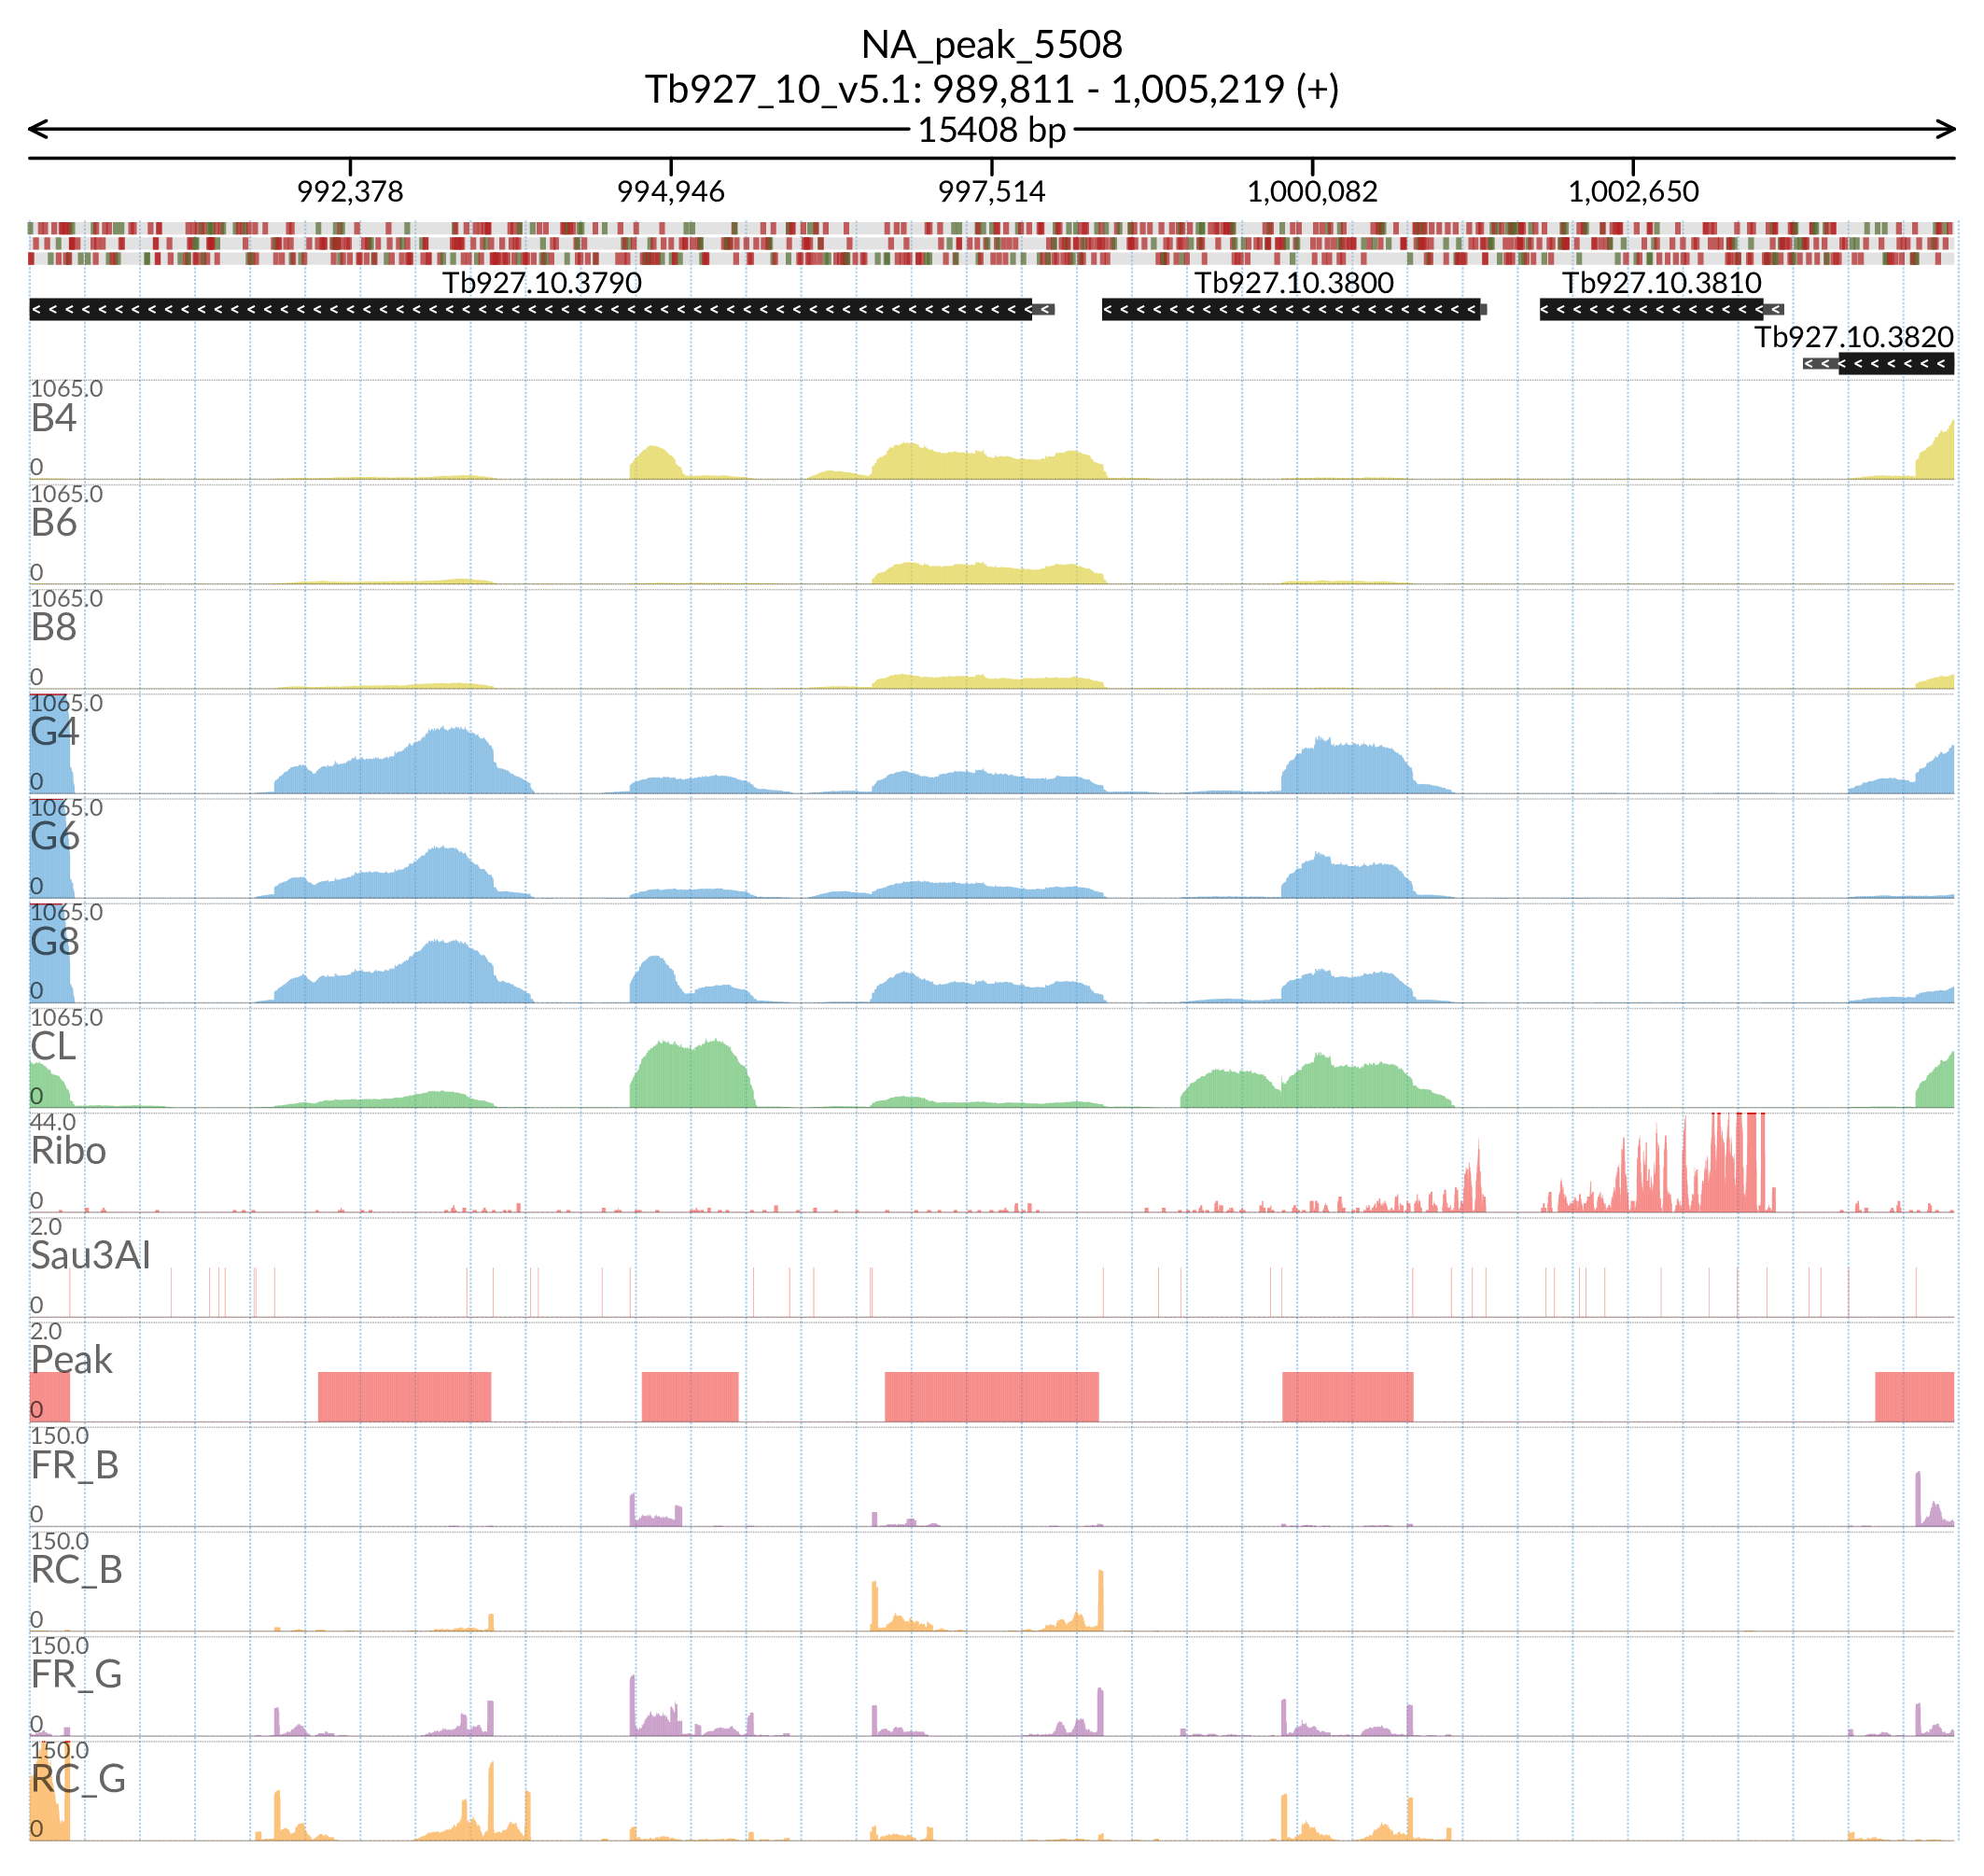 NA_peak_5508
Tb927_10_v5.1: 989,811 - 1,005,219 (+)
15408 bp
992,378 994,946 997,514 1,000,082 1,002,650
Tb927.10.3790 Tb927.10.3800 Tb927.10.3810
Tb927.10.3820
1065.0
B4
0
1065.0
B6
0
1065.0
B8
0
1065.0
G4
0
1065.0
G6
0
1065.0
G8
0
1065.0
CL
0
44.0
Ribo
0
2.0
Sau3AI
0
2.0
Peak
0
150.0
FR_B
0
150.0
RC_B
0
150.0
FR_G
0
150.0
RC_G
0